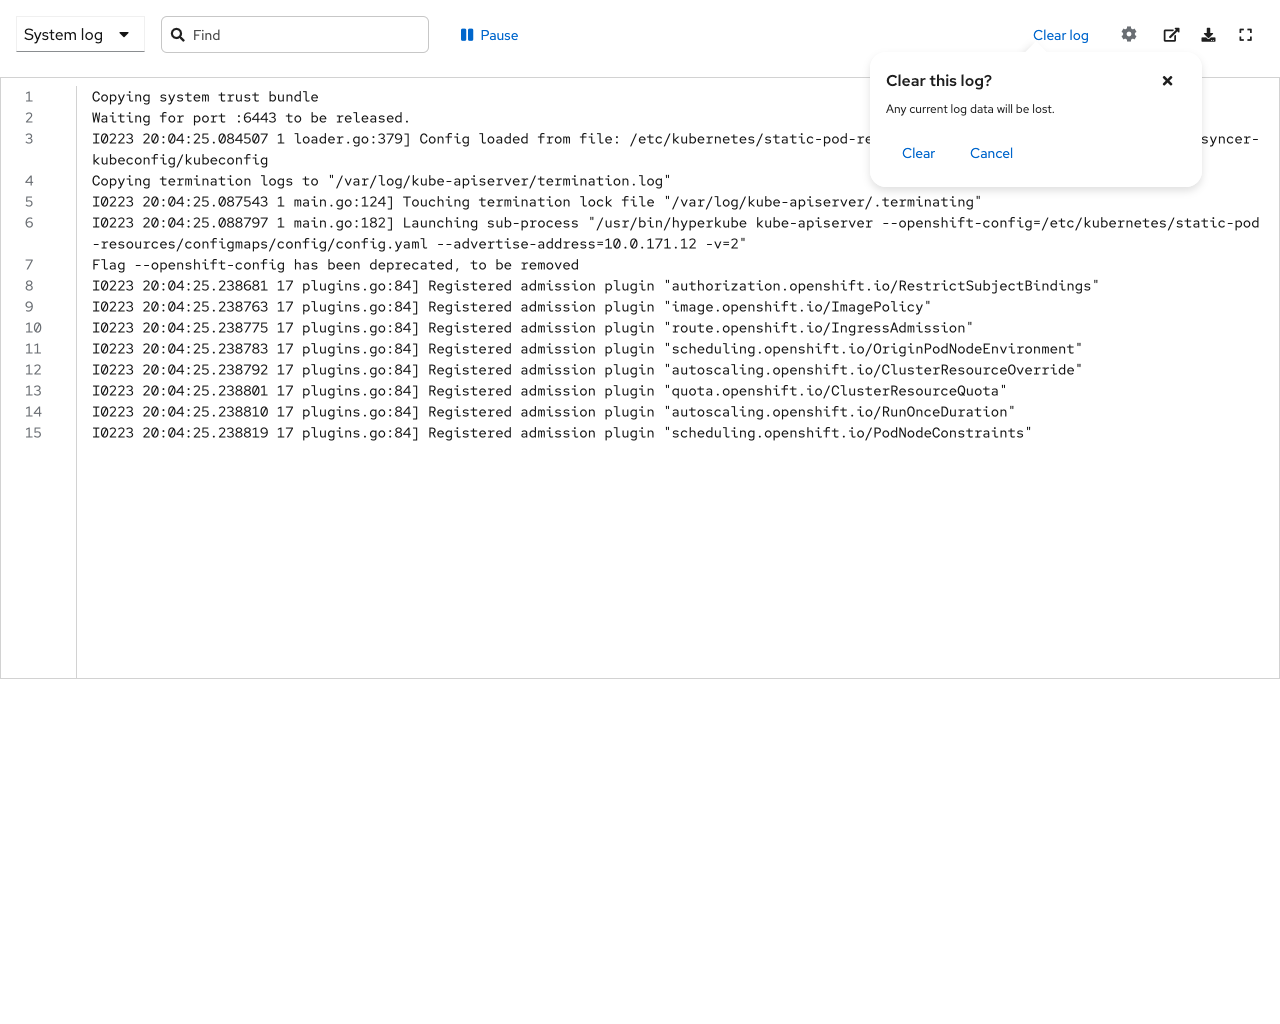 System log
Find
Pause
Clear log
Clear this log?
Any current log data will be lost.
Clear
Cancel
1 Copying system trust bundle
2 Waiting for port :6443 to be released.
3 I0223 20:04:25.084507 1 loader.go:379] Config loaded from file: /etc/kubernetes/static-pod-re syncer-
kubeconfig/kubeconfig
4 Copying termination logs to "/var/log/kube-apiserver/termination.log"
5 I0223 20:04:25.087543 1 main.go:124] Touching termination lock file "/var/log/kube-apiserver/.terminating"
6 I0223 20:04:25.088797 1 main.go:182] Launching sub-process "/usr/bin/hyperkube kube-apiserver --openshift-config=/etc/kubernetes/static-pod
-resources/configmaps/config/config.yaml --advertise-address=10.0.171.12 -v=2"
7 Flag --openshift-config has been deprecated, to be removed
8 I0223 20:04:25.238681 17 plugins.go:84] Registered admission plugin "authorization.openshift.io/RestrictSubjectBindings"
9 I0223 20:04:25.238763 17 plugins.go:84] Registered admission plugin "image.openshift.io/ImagePolicy"
10 I0223 20:04:25.238775 17 plugins.go:84] Registered admission plugin "route.openshift.io/IngressAdmission"
11 I0223 20:04:25.238783 17 plugins.go:84] Registered admission plugin "scheduling.openshift.io/OriginPodNodeEnvironment"
12 I0223 20:04:25.238792 17 plugins.go:84] Registered admission plugin "autoscaling.openshift.io/ClusterResourceOverride"
13 I0223 20:04:25.238801 17 plugins.go:84] Registered admission plugin "quota.openshift.io/ClusterResourceQuota"
14 I0223 20:04:25.238810 17 plugins.go:84] Registered admission plugin "autoscaling.openshift.io/RunOnceDuration"
15 I0223 20:04:25.238819 17 plugins.go:84] Registered admission plugin "scheduling.openshift.io/PodNodeConstraints"